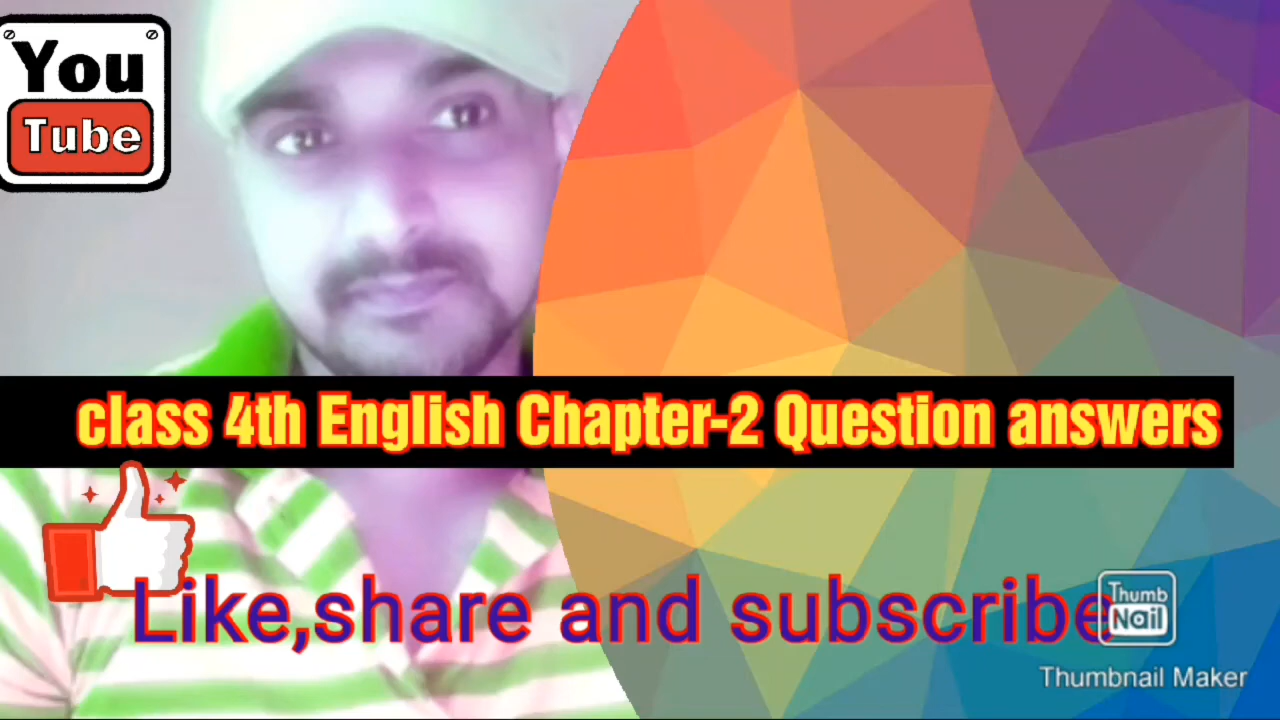 You
Tube
class 4th English Chapter-2 Question answers
Like,share and subscribe
Thumb
Nail
Thumbnail Maker